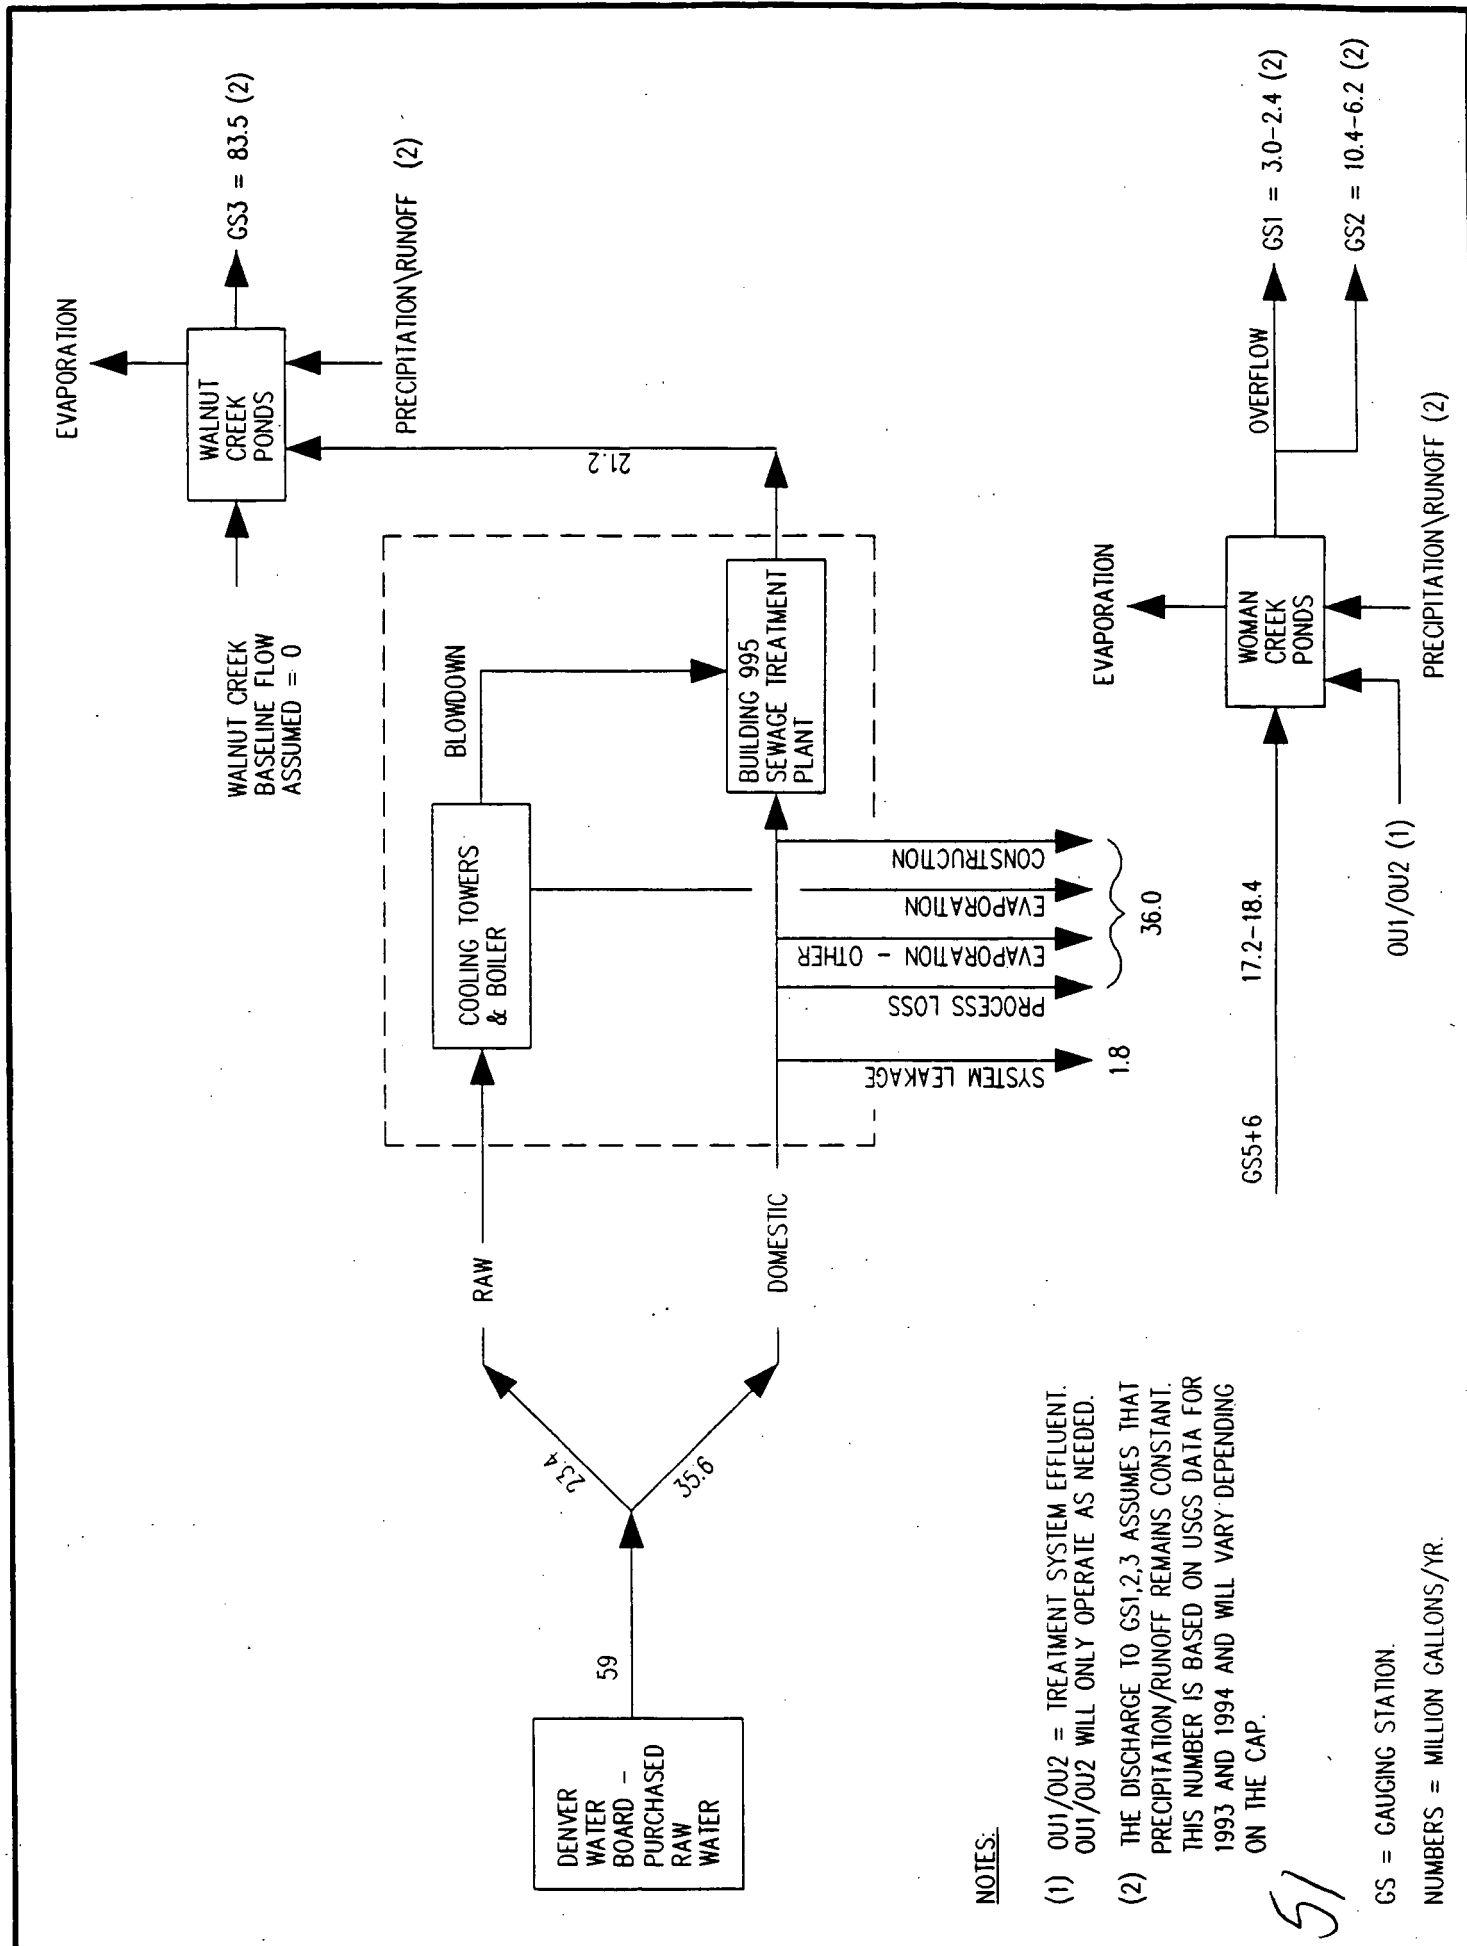 DENVER
WATER
BOARD -
PURCHASED
RAW
WATER
59
23.4
35.6
RAW
DOMESTIC
COOLING TOWERS
& BOILER
BLOWDOWN
BUILDING 995
SEWAGE TREATMENT
PLANT
SYSTEM LEAKAGE
PROCESS LOSS
EVAPORATION - OTHER
EVAPORATION
CONSTRUCTION
1.8
36.0
21.2
WALNUT CREEK
BASELINE FLOW
ASSUMED = 0
WALNUT
CREEK
PONDS
EVAPORATION
GS3 = 83.5 (2)
PRECIPITATION\RUNOFF (2)
GS5+6
17.2-18.4
OU1/OU2 (1)
WOMAN
CREEK
PONDS
EVAPORATION
PRECIPITATION\RUNOFF (2)
OVERFLOW
GS1 = 3.0-2.4 (2)
GS2 = 10.4-6.2 (2)
NOTES:
(1) OU1/OU2 = TREATMENT SYSTEM EFFLUENT.
OU1/OU2 WILL ONLY OPERATE AS NEEDED.
(2) THE DISCHARGE TO GS1,2,3 ASSUMES THAT
PRECIPITATION/RUNOFF REMAINS CONSTANT.
THIS NUMBER IS BASED ON USGS DATA FOR
1993 AND 1994 AND WILL VARY DEPENDING
ON THE CAP.
51
GS = GAUGING STATION.
NUMBERS = MILLION GALLONS/YR.